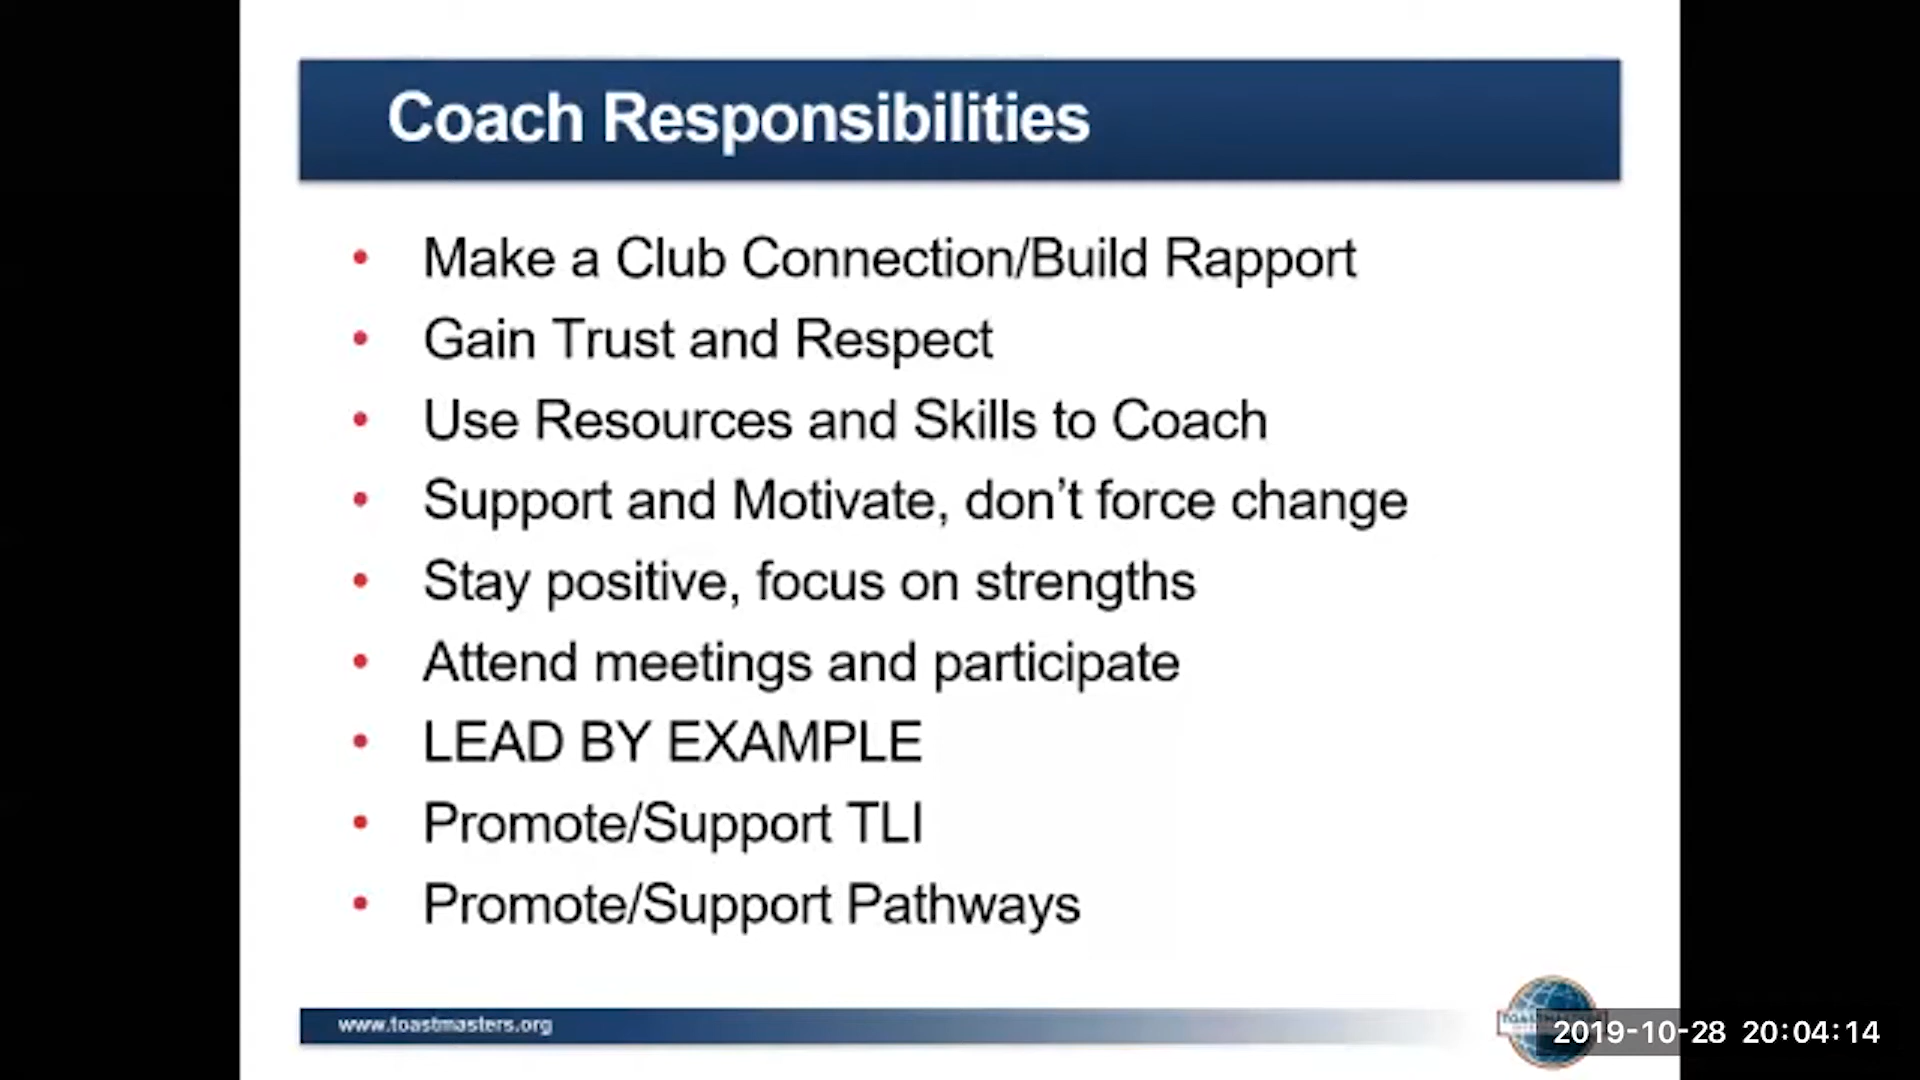 Coach Responsibilities
• Make a Club Connection/Build Rapport
• Gain Trust and Respect
• Use Resources and Skills to Coach
• Support and Motivate, don’t force change
• Stay positive, focus on strengths
• Attend meetings and participate
• LEAD BY EXAMPLE
• Promote/Support TLI
• Promote/Support Pathways
www.toastmasters.org
2019-10-28 20:04:14